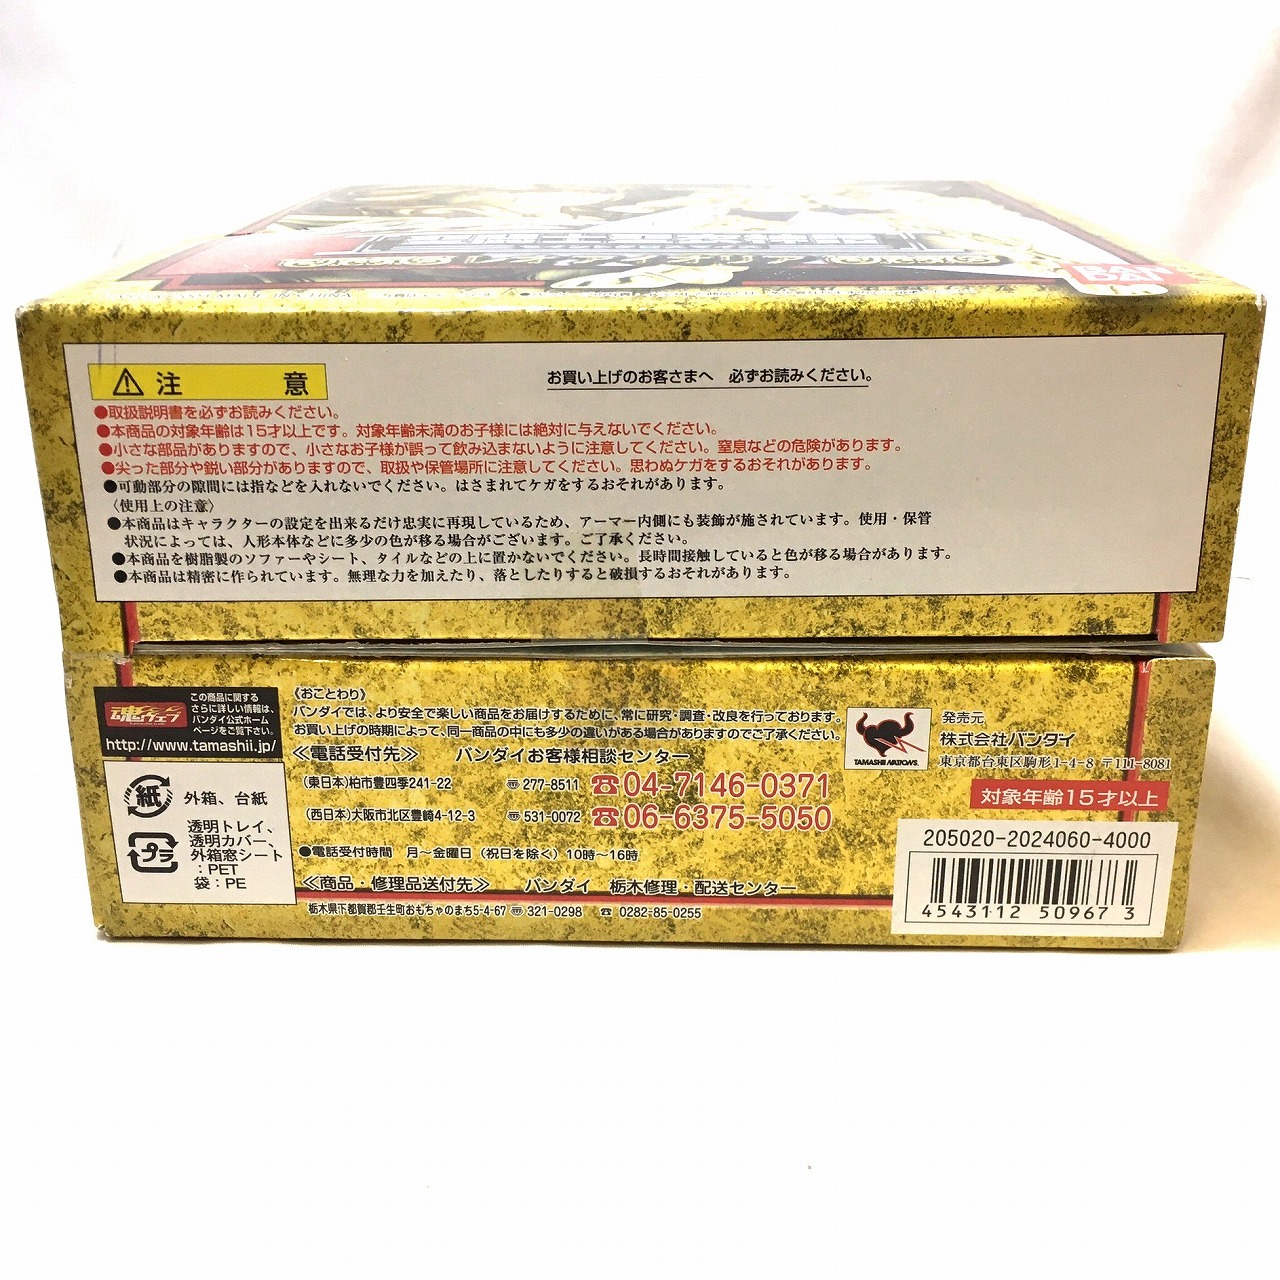 レオアイオリア
BAN
DAI
注意
お買い上げのお客さまへ 必ずお読みください。
●取扱説明書を必ずお読みください。
●本商品の対象年齢は15才以上です。対象年齢未満のお子様には絶対に与えないでください。
●小さな部品がありますので、小さなお子様が誤って飲み込まないように注意してください。窒息などの危険があります。
●尖った部分や鋭い部分がありますので、取扱や保管場所に注意してください。思わぬケガをするおそれがあります。
●可動部分の隙間には指などを入れないでください。はさまれてケガをするおそれがあります。
〈使用上の注意〉
●本商品はキャラクターの設定を出来るだけ忠実に再現しているため、アーマー内側にも装飾が施されています。使用・保管
状況によっては、人形本体などに多少の色が移る場合がございます。ご了承ください。
●本商品を樹脂製のソファーやシート、タイルなどの上に置かないでください。長時間接触していると色が移る場合があります。
●本商品は精密に作られています。無理な力を加えたり、落としたりすると破損するおそれがあります。
魂ウェブ
この商品に関する
さらに詳しい情報は、
バンダイ公式ホーム
ページをご覧下さい。
http://www.tamashii.jp/
紙
外箱、台紙
プラ
透明トレイ、
透明カバー、
外箱窓シート
:PET
袋:PE
《おことわり》
バンダイでは、より安全で楽しい商品をお届けするために、常に研究・調査・改良を行っております。
お買い上げの時期によって、同一商品の中にも多少の違いがある場合がありますのでご了承ください。
≪電話受付先≫ バンダイお客様相談センター
(東日本)柏市豊四季241-22 〠277-8511 ☎04-7146-0371
(西日本)大阪市北区豊崎4-12-3 〠531-0072 ☎06-6375-5050
●電話受付時間 月〜金曜日(祝日を除く)10時〜16時
≪商品・修理品送付先≫ バンダイ 栃木修理・配送センター
栃木県下都賀郡壬生町おもちゃのまち5-4-67 〠321-0298 ☎ 0282-85-0255
TAMASHII NATIONS
発売元
株式会社バンダイ
東京都台東区駒形1-4-8 〒111-8081
対象年齢15才以上
205020-2024060-4000
4543112 509673